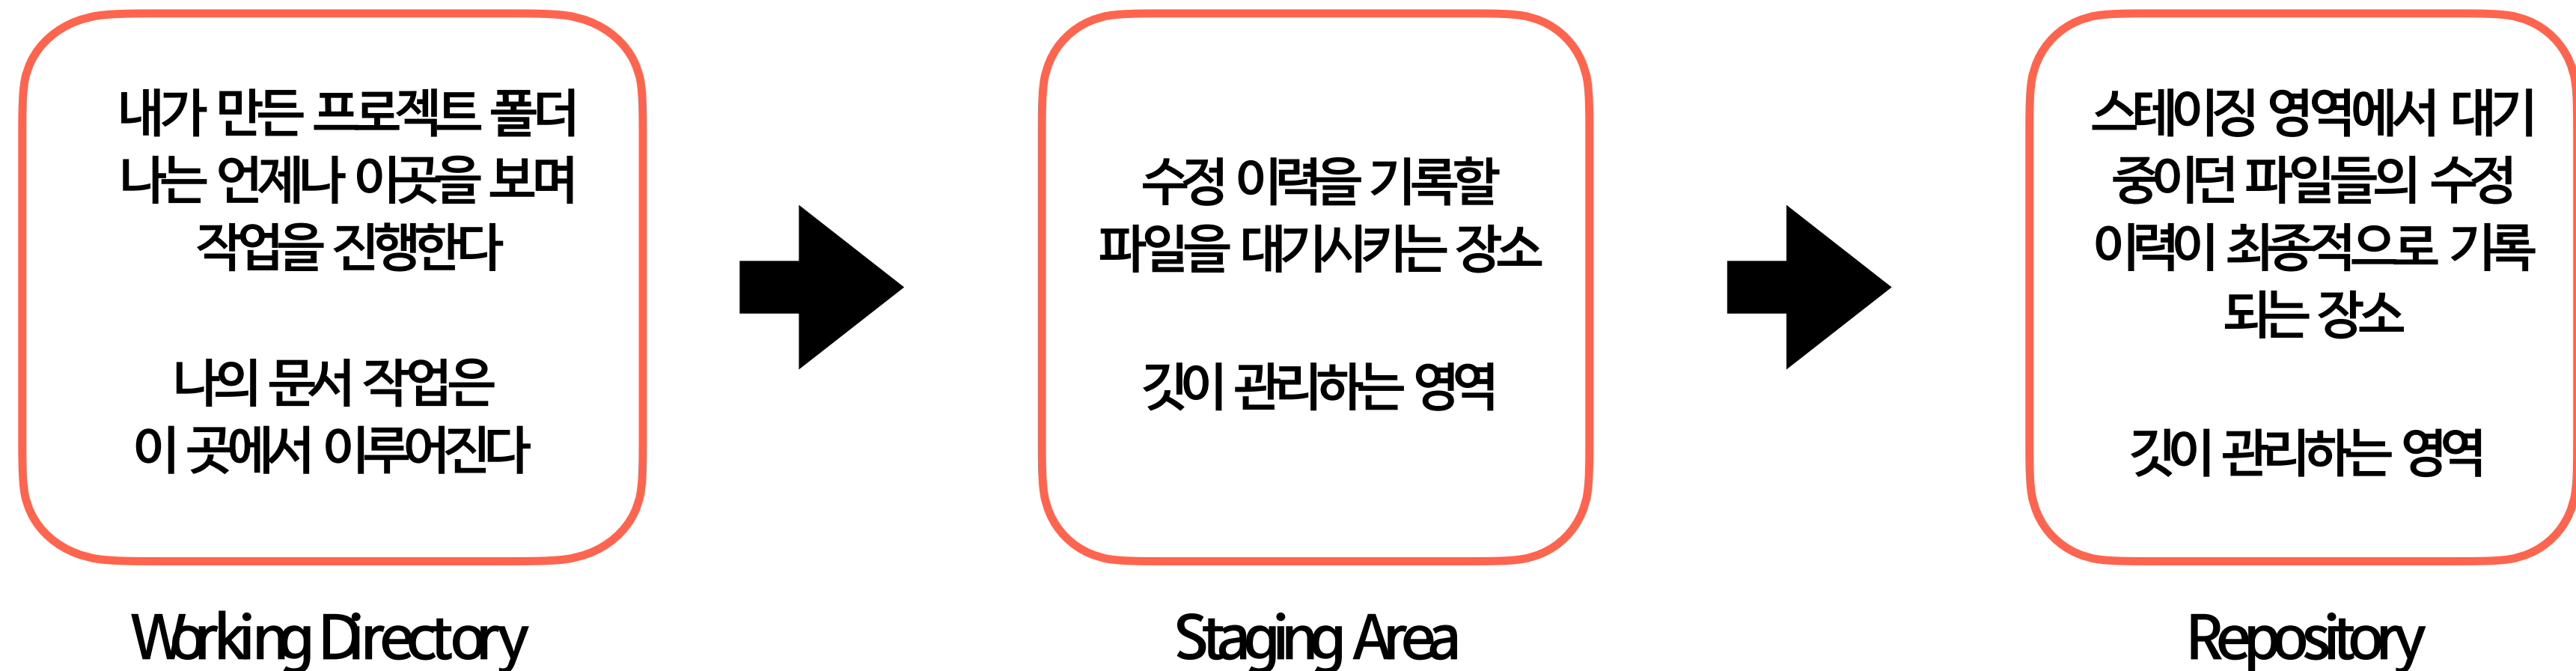 내가 만든 프로젝트 폴더
나는 언제나 이곳을 보며
작업을 진행한다
나의 문서 작업은
이 곳에서 이루어진다
Working Directory
수정 이력을 기록할
파일을 대기시키는 장소
깃이 관리하는 영역
Staging Area
스테이징 영역에서 대기
중이던 파일들의 수정
이력이 최종적으로 기록
되는 장소
깃이 관리하는 영역
Repository